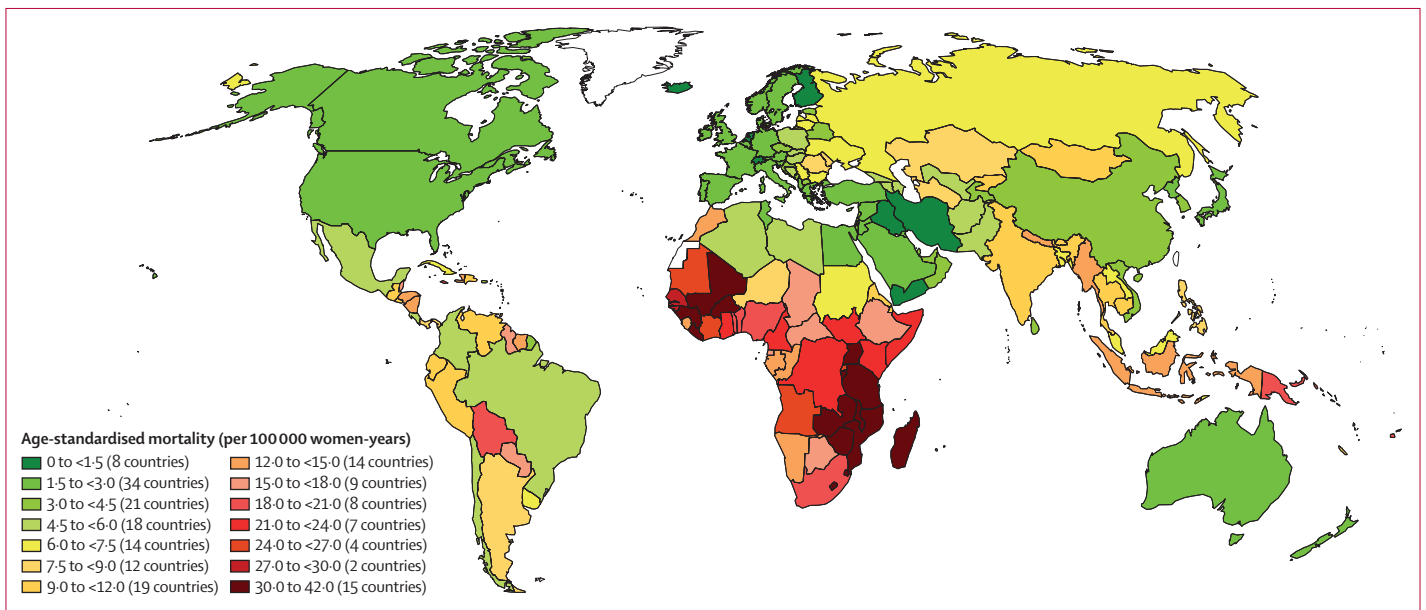 Age-standardised mortality (per 100 000 women-years)
0 to <1·5 (8 countries)
1·5 to <3·0 (34 countries)
3·0 to <4·5 (21 countries)
4·5 to <6·0 (18 countries)
6·0 to <7·5 (14 countries)
7·5 to <9·0 (12 countries)
9·0 to <12·0 (19 countries)
12·0 to <15·0 (14 countries)
15·0 to <18·0 (9 countries)
18·0 to <21·0 (8 countries)
21·0 to <24·0 (7 countries)
24·0 to <27·0 (4 countries)
27·0 to <30·0 (2 countries)
30·0 to 42·0 (15 countries)